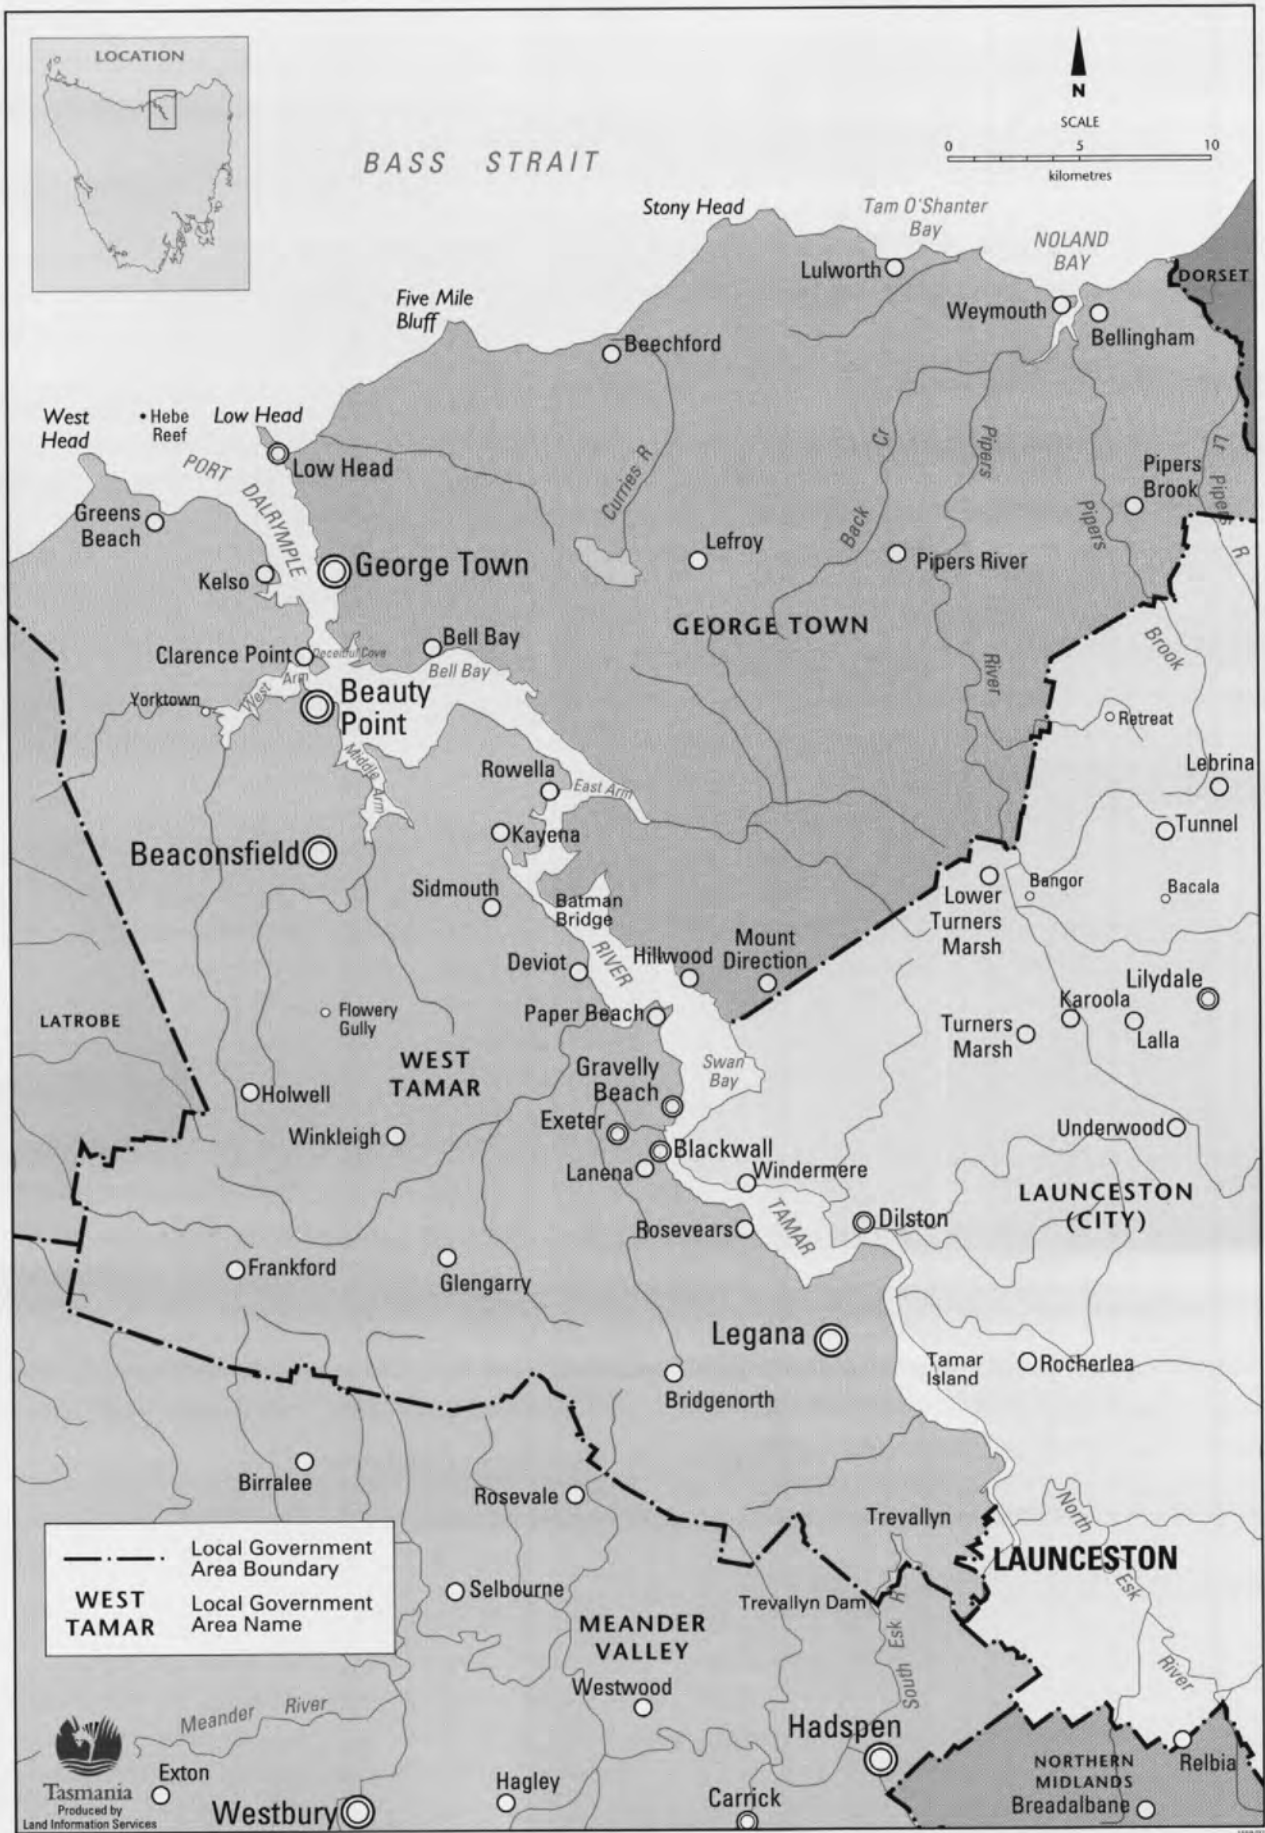 LOCATION
N
SCALE
0 5 10
kilometres
BASS STRAIT
Stony Head
Tam O'Shanter
Bay
NOLAND
BAY
Lulworth
DORSET
Five Mile
Bluff
Weymouth
Bellingham
Beechford
West
Head
Hebe
Reef
Low Head
Low Head
PORT DALRYMPLE
Curries R
Back Cr
Pipers
River
Pipers
Brook
Lt Pipers R
Pipers
Brook
Greens
Beach
Kelso
George Town
Lefroy
Pipers River
GEORGE TOWN
Clarence Point
Deceitful Cove
Bell Bay
Bell Bay
West Arm
Yorktown
Beauty
Point
Middle Arm
Retreat
Rowella
East Arm
Lebrina
Kayena
Tunnel
Beaconsfield
Sidmouth
Batman
Bridge
Lower
Turners
Marsh
Bangor
Bacala
Deviot
RIVER
Hillwood
Mount
Direction
Lilydale
Karoola
Lalla
Turners
Marsh
Flowery
Gully
Paper Beach
LATROBE
WEST
TAMAR
Swan
Bay
Gravelly
Beach
Holwell
Exeter
Winkleigh
Blackwall
Underwood
Lanena
Windermere
LAUNCESTON
(CITY)
TAMAR
Rosevears
Dilston
Frankford
Glengarry
Legana
Tamar
Island
Rocherlea
Bridgenorth
Birralee
Rosevale
North Esk River
Trevallyn
LAUNCESTON
Local Government
Area Boundary
WEST
TAMAR
Local Government
Area Name
Selbourne
Trevallyn Dam
South Esk R
MEANDER
VALLEY
Westwood
Meander River
Hadspen
NORTHERN
MIDLANDS
Relbia
Tasmania
Produced by
Land Information Services
Exton
Westbury
Hagley
Carrick
Breadalbane